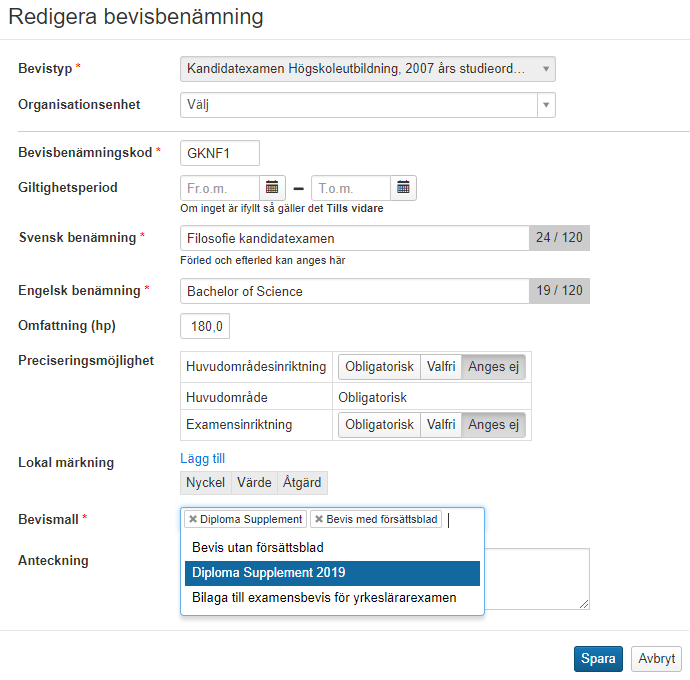 Redigera bevisbenämning
Bevistyp *
Kandidatexamen Högskoleutbildning, 2007 års studieord...
Organisationsenhet
Välj
Bevisbenämningskod *
GKNF1
Giltighetsperiod
Fr.o.m. – T.o.m.
Om inget är ifyllt så gäller det Tills vidare
Svensk benämning *
Filosofie kandidatexamen
24 / 120
Förled och efterled kan anges här
Engelsk benämning *
Bachelor of Science
19 / 120
Omfattning (hp)
180,0
Preciseringsmöjlighet
Huvudområdesinriktning Obligatorisk Valfri Anges ej
Huvudområde Obligatorisk
Examensinriktning Obligatorisk Valfri Anges ej
Lokal märkning
Lägg till
Nyckel Värde Åtgärd
Bevismall *
× Diploma Supplement × Bevis med försättsblad
Bevis utan försättsblad
Anteckning
Diploma Supplement 2019
Bilaga till examensbevis för yrkeslärarexamen
Spara Avbryt